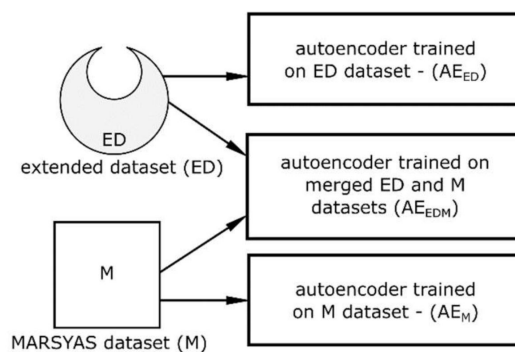 ED
extended dataset (ED)
M
MARSYAS dataset (M)
autoencoder trained
on ED dataset - (AE_ED)
autoencoder trained on
merged ED and M
datasets (AE_EDM)
autoencoder trained
on M dataset - (AE_M)